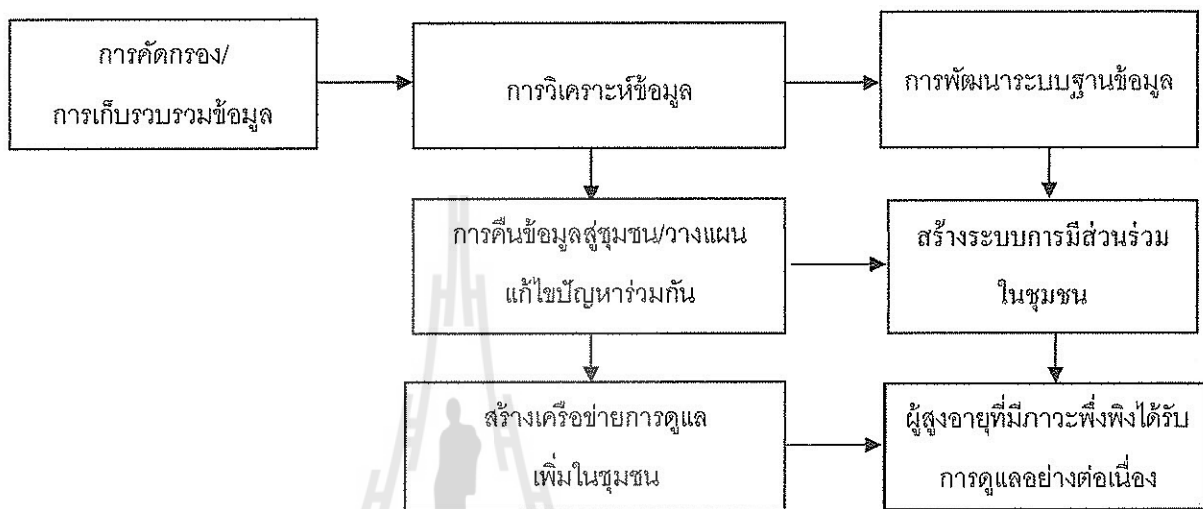 การคัดกรอง/
การเก็บรวบรวมข้อมูล
การวิเคราะห์ข้อมูล
การพัฒนาระบบฐานข้อมูล
การคืนข้อมูลสู่ชุมชน/วางแผน
แก้ไขปัญหาร่วมกัน
สร้างระบบการมีส่วนร่วม
ในชุมชน
สร้างเครือข่ายการดูแล
เพิ่มในชุมชน
ผู้สูงอายุที่มีภาวะพึ่งพิงได้รับ
การดูแลอย่างต่อเนื่อง